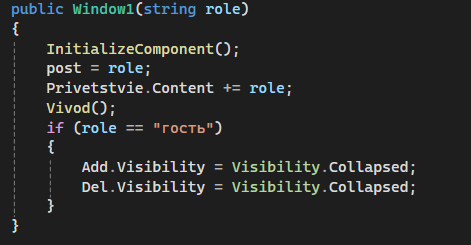 public Window1(string role)
{
InitializeComponent();
post = role;
Privetstvie.Content += role;
Vivod();
if (role == "гость")
{
Add.Visibility = Visibility.Collapsed;
Del.Visibility = Visibility.Collapsed;
}
}